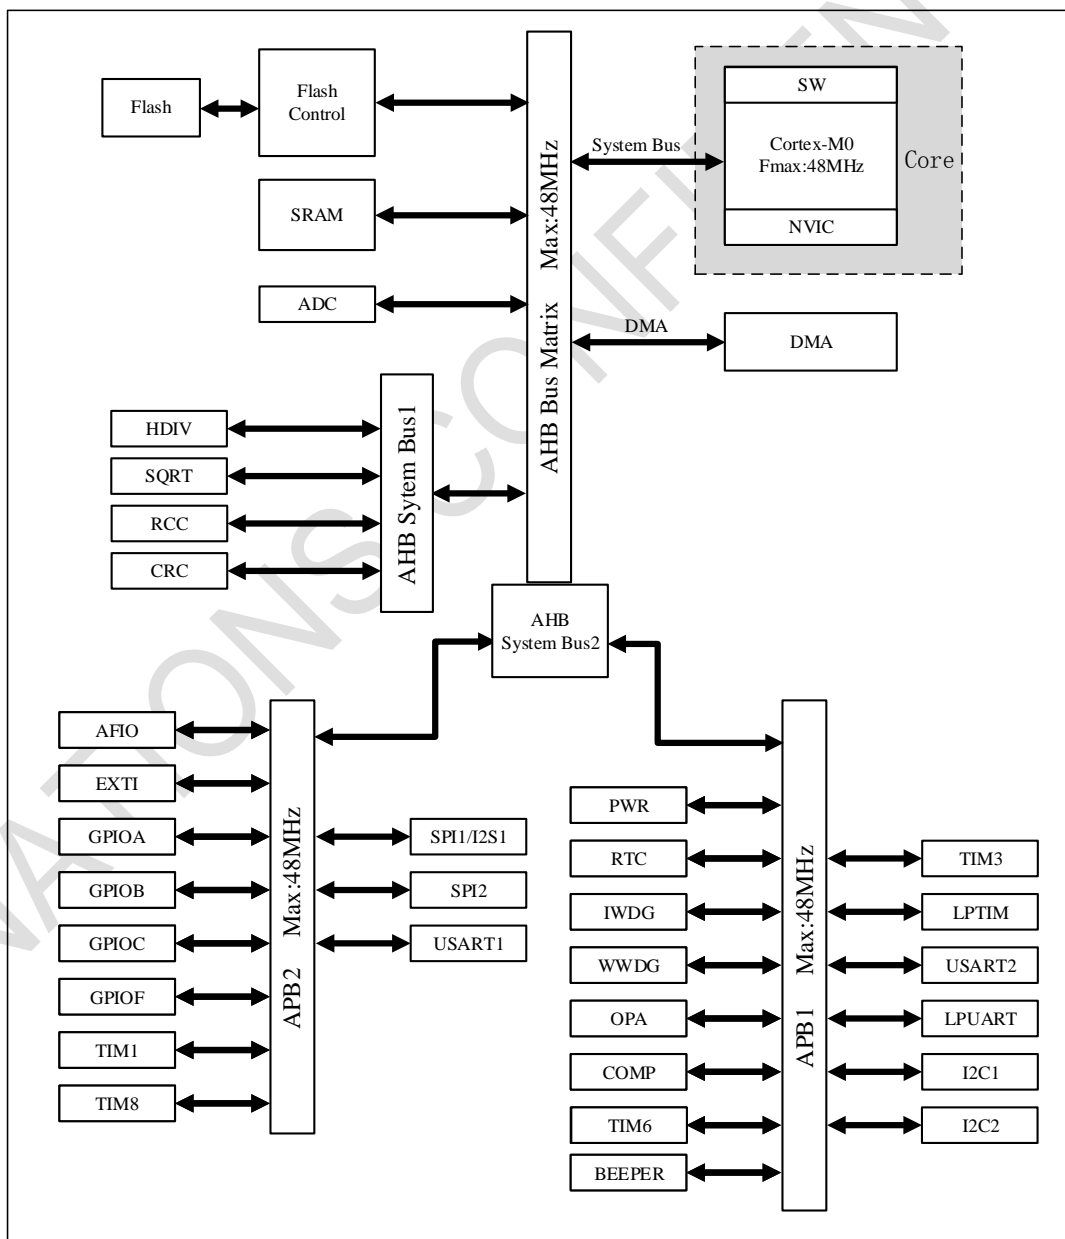 NATIONS CONFIDEN
Flash
Flash
Control
SRAM
ADC
AHB Bus Matrix Max:48MHz
System Bus
SW
Cortex-M0
Fmax:48MHz
NVIC
Core
DMA
DMA
HDIV
SQRT
RCC
CRC
AHB Sytem Bus1
AHB
System Bus2
AFIO
EXTI
GPIOA
GPIOB
GPIOC
GPIOF
TIM1
TIM8
APB2 Max:48MHz
SPI1/I2S1
SPI2
USART1
PWR
RTC
IWDG
WWDG
OPA
COMP
TIM6
BEEPER
APB1 Max:48MHz
TIM3
LPTIM
USART2
LPUART
I2C1
I2C2